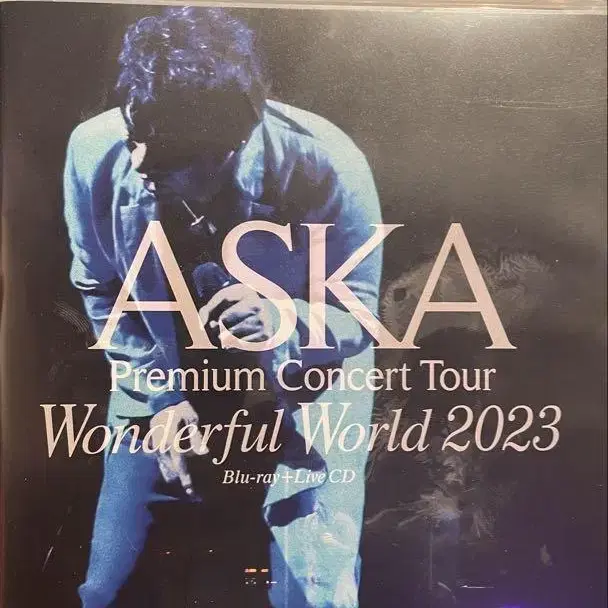 ASKA
Premium Concert Tour
Wonderful World 2023
Blu-ray+Live CD